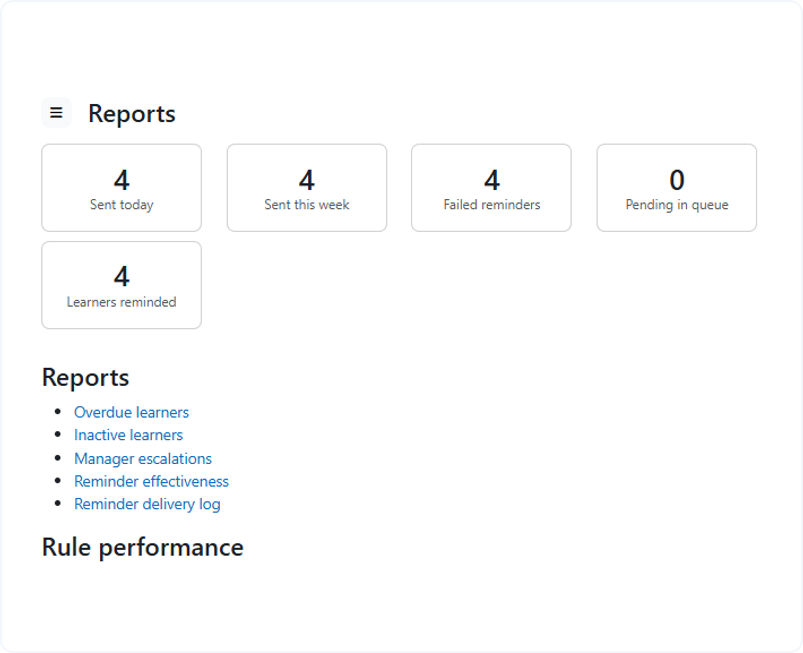 Reports
4
Sent today
4
Sent this week
4
Failed reminders
0
Pending in queue
4
Learners reminded
Reports
Overdue learners
Inactive learners
Manager escalations
Reminder effectiveness
Reminder delivery log
Rule performance